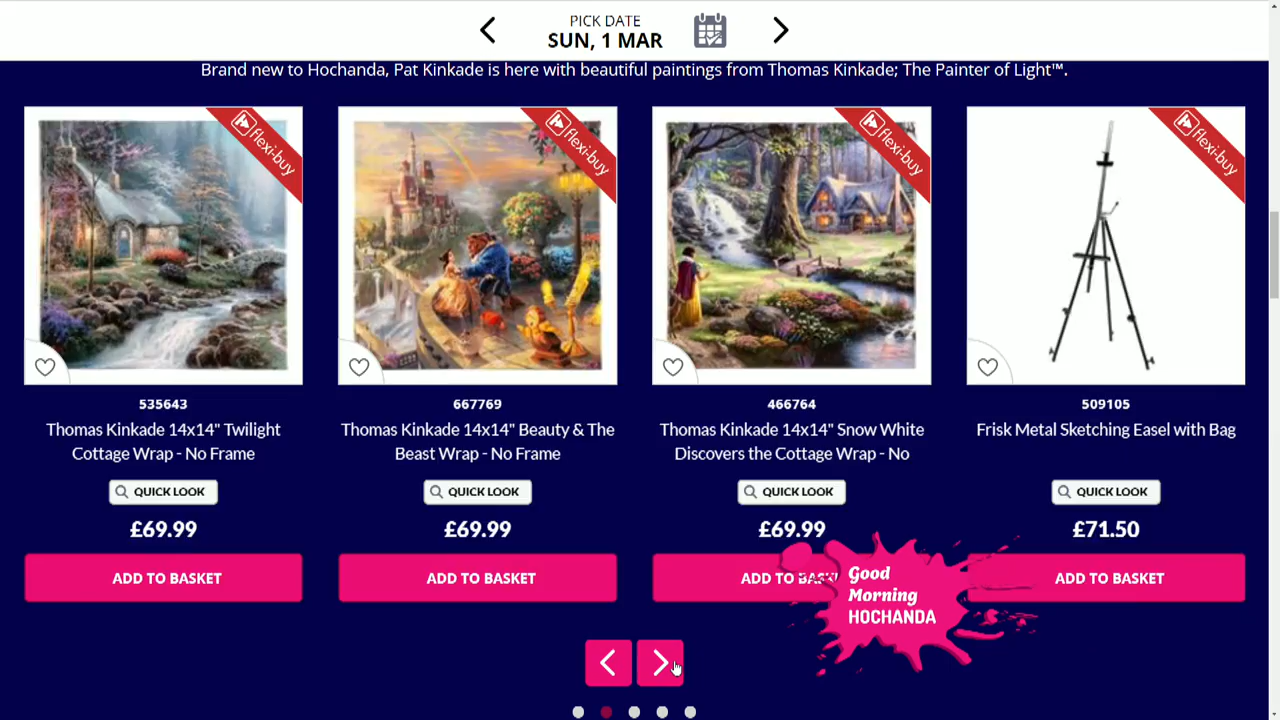 PICK DATE
SUN, 1 MAR
Brand new to Hochanda, Pat Kinkade is here with beautiful paintings from Thomas Kinkade; The Painter of Light™.
flexi-buy
flexi-buy
flexi-buy
flexi-buy
535643
667769
466764
509105
Thomas Kinkade 14x14" Twilight
Cottage Wrap - No Frame
Thomas Kinkade 14x14" Beauty & The
Beast Wrap - No Frame
Thomas Kinkade 14x14" Snow White
Discovers the Cottage Wrap - No
Frisk Metal Sketching Easel with Bag
QUICK LOOK
QUICK LOOK
QUICK LOOK
QUICK LOOK
£69.99
£69.99
£69.99
£71.50
ADD TO BASKET
ADD TO BASKET
ADD TO BASK
ADD TO BASKET
Good
Morning
HOCHANDA